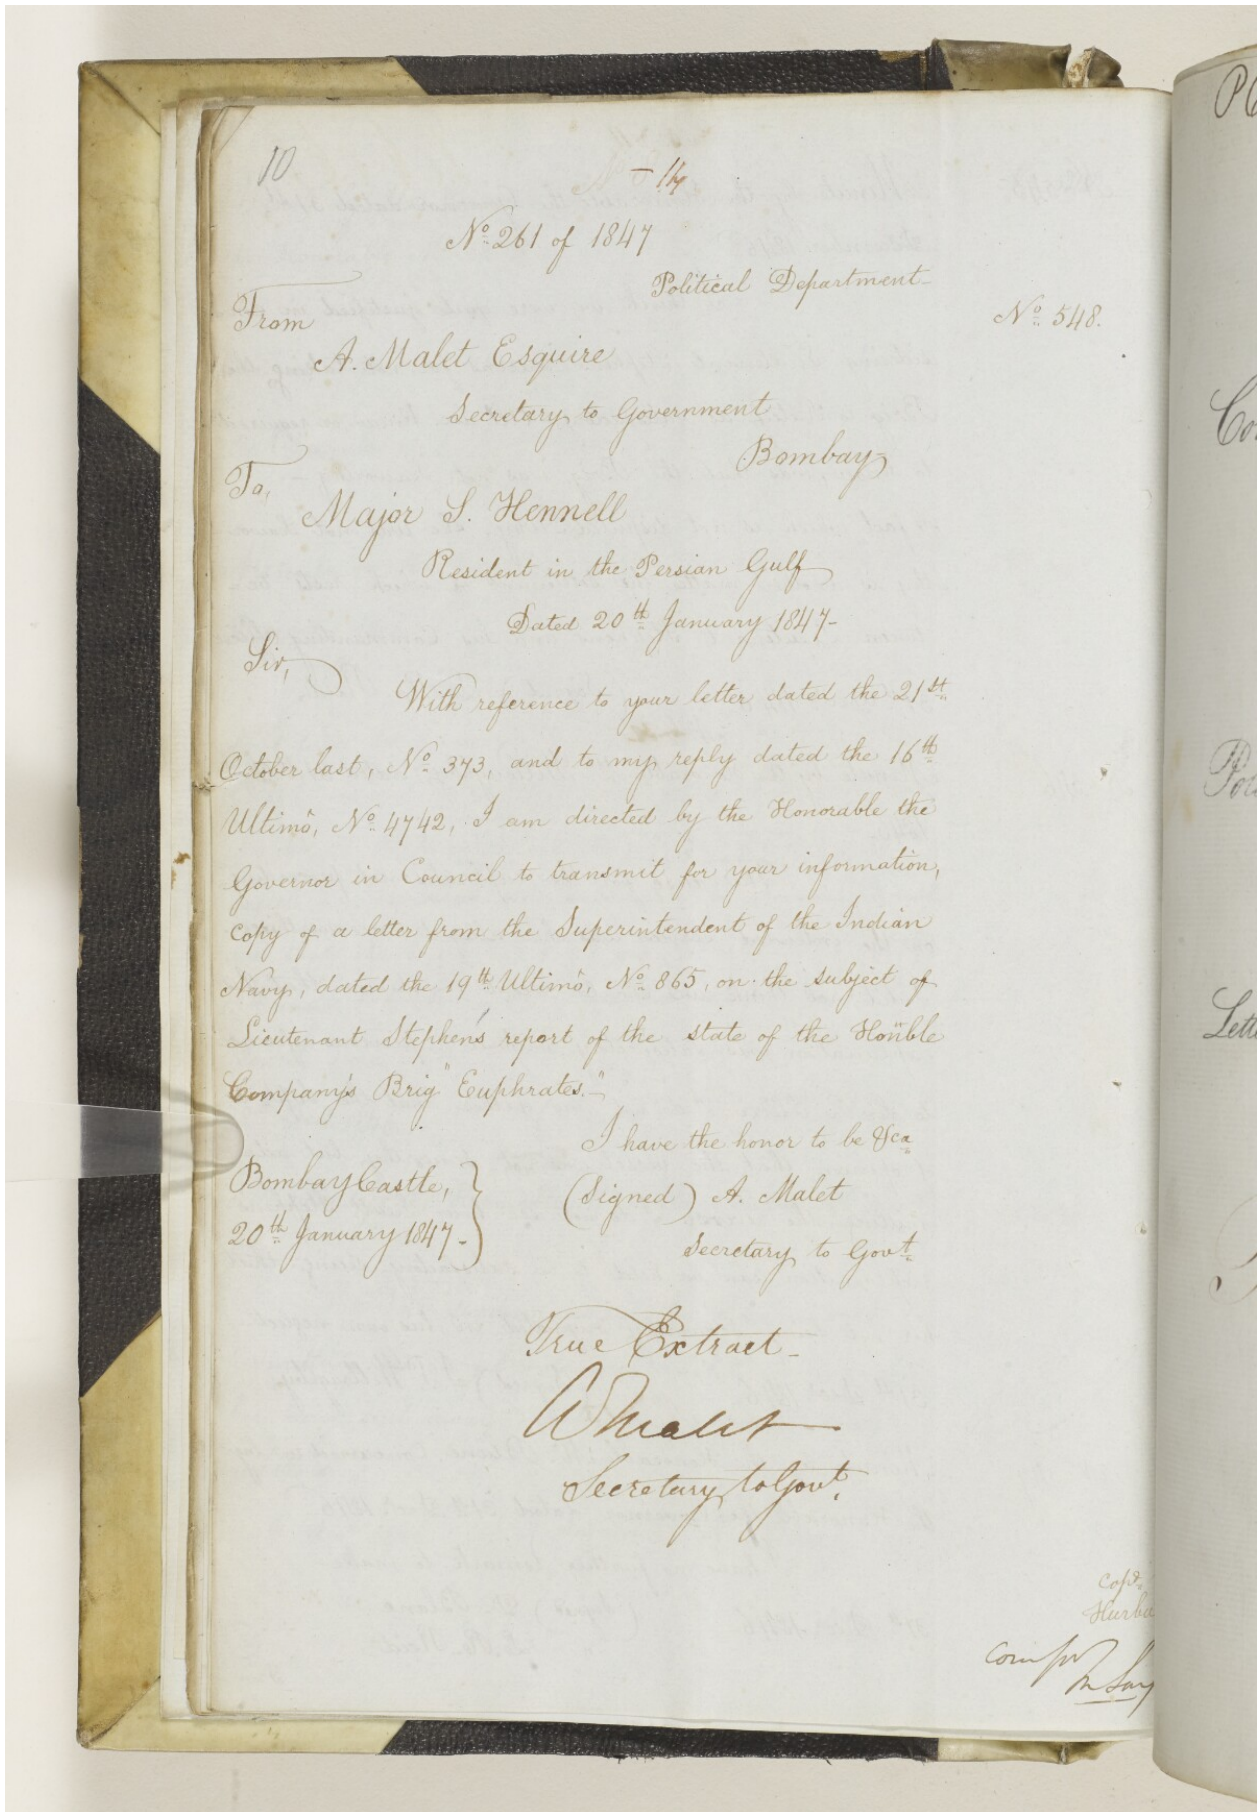 10
14
No. 261 of 1847
Political Department
From
No. 548.
A. Malet Esquire
Secretary to Government
Bombay
To,
Major S. Hennell
Resident in the Persian Gulf
Dated 20th January 1847-
Sir,
With reference to your letter dated the 21st
October last, No. 373, and to my reply dated the 16th
Ultimo, No. 4742, I am directed by the Honorable the
Governor in Council to transmit for your information,
Copy of a letter from the Superintendent of the Indian
Navy, dated the 19th Ultimo, No. 865, on the subject of
Lieutenant Stephen's report of the state of the Hon'ble
Company's Brig "Euphrates."-
I have the honor to be &ca
Bombay Castle,
(Signed) A. Malet
20th January 1847-
Secretary to Govt.
True Extract-
A Malet
Secretary to Govt.